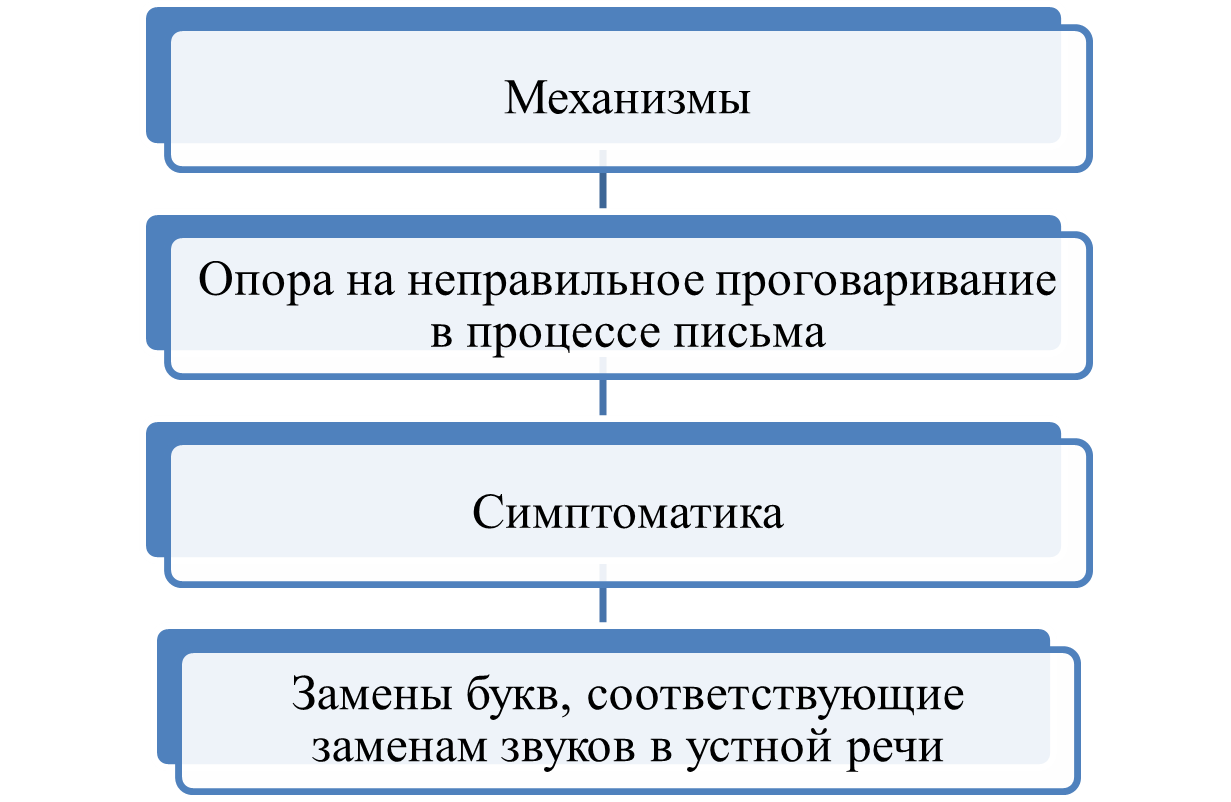 Механизмы
Опора на неправильное проговаривание
в процессе письма
Симптоматика
Замены букв, соответствующие
заменам звуков в устной речи